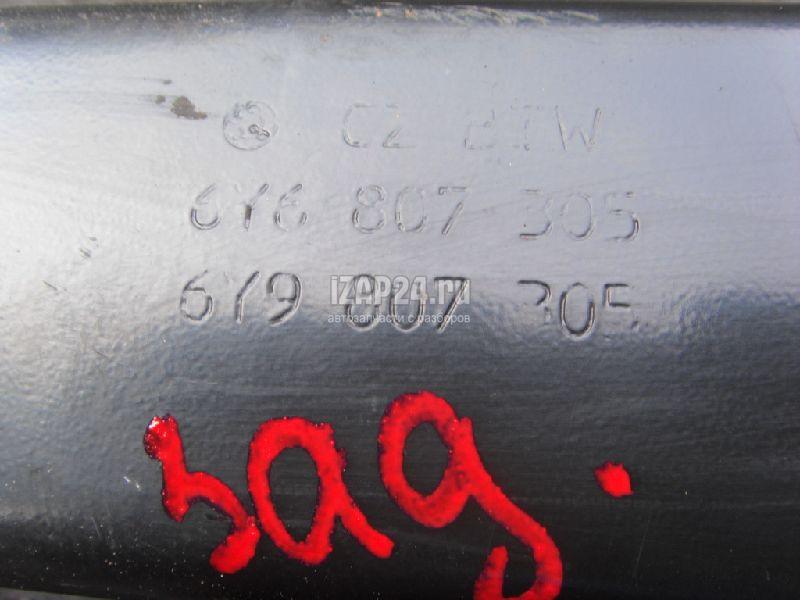 CZ BTW
6Y6 807 305
6Y9 807 305
iZAP24.ru
автозапчасти с разборов
зад.